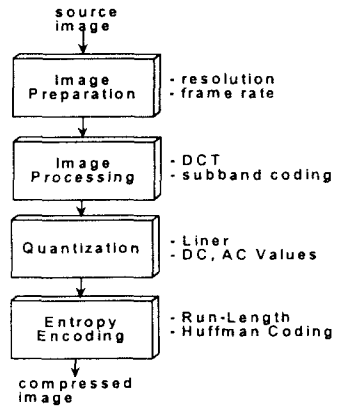 source
image
Image
Preparation
- resolution
- frame rate
Image
Processing
- DCT
- subband coding
Quantization
- Liner
- DC, AC Values
Entropy
Encoding
- Run-Length
- Huffman Coding
compressed
image